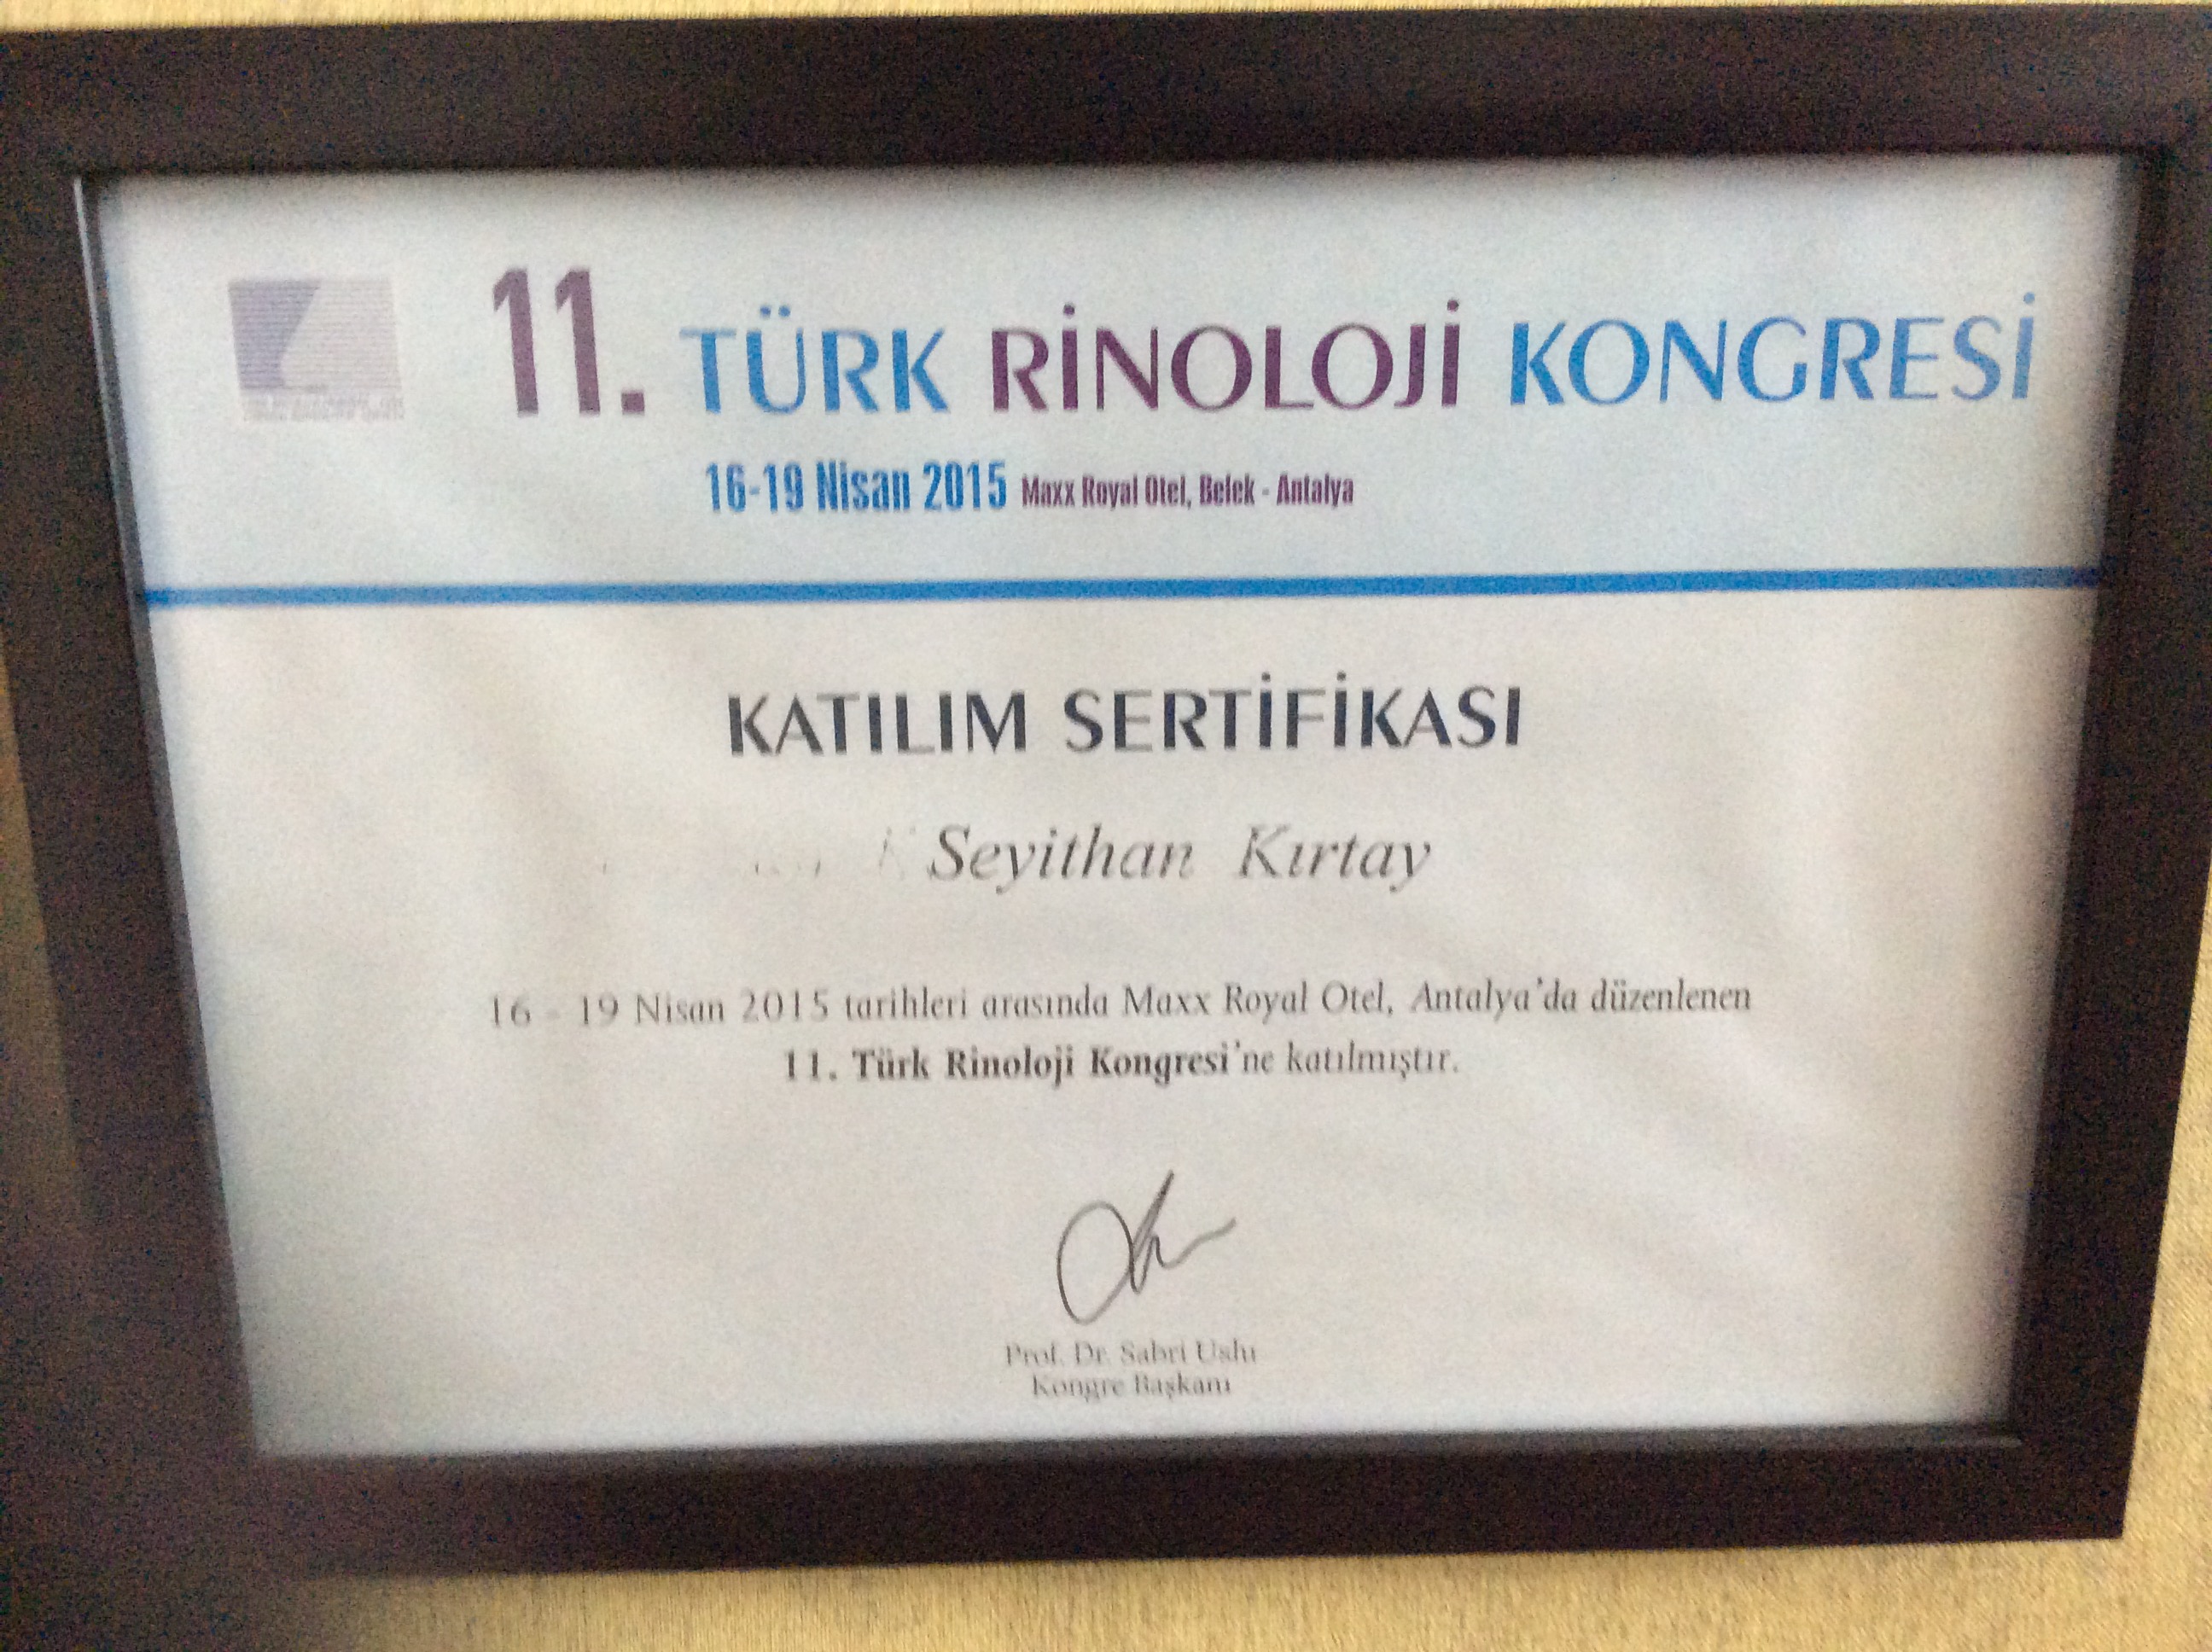 11. TÜRK RİNOLOJİ KONGRESİ
16-19 Nisan 2015 Maxx Royal Otel, Belek - Antalya
KATILIM SERTİFİKASI
Seyithan Kırtay
16 - 19 Nisan 2015 tarihleri arasında Maxx Royal Otel, Antalya'da düzenlenen
11. Türk Rinoloji Kongresi'ne katılmıştır.
Prof. Dr. Sabri Uslu
Kongre Başkanı